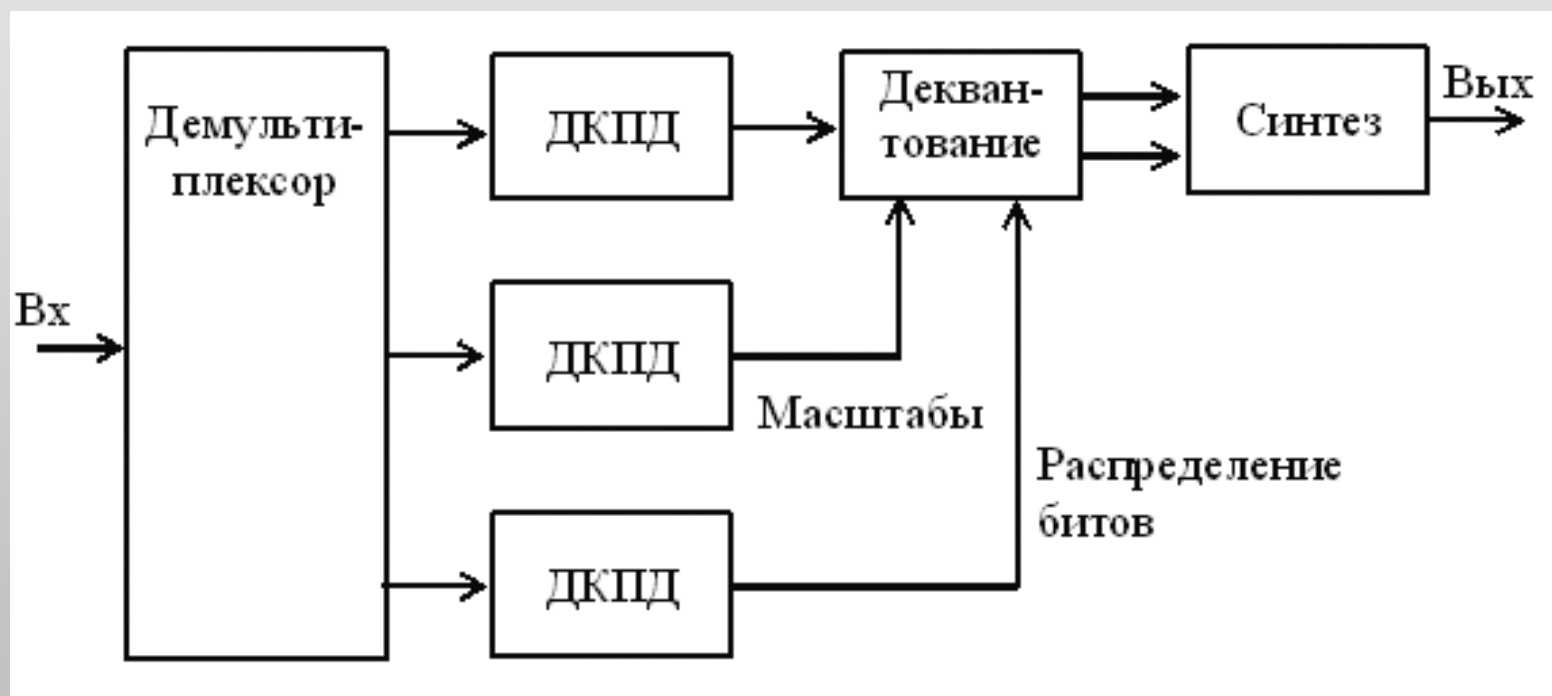 Демульти-
плексор
ДКПД
Декван-
тование
Синтез
Вых
Вх
ДКПД
Масштабы
Распределение
битов
ДКПД